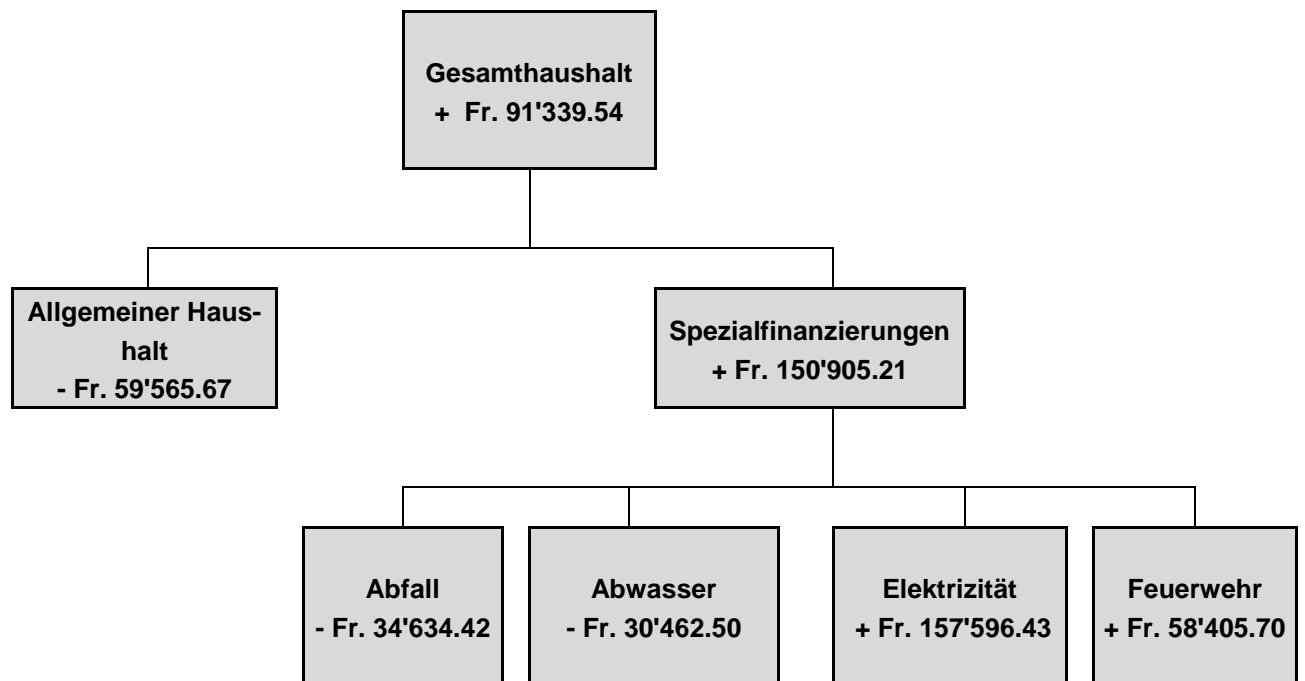 Gesamthaushalt
+  Fr. 91'339.54
Allgemeiner Haus-
halt
- Fr. 59'565.67
Spezialfinanzierungen
+ Fr. 150'905.21
Abfall
- Fr. 34'634.42
Abwasser
- Fr. 30'462.50
Elektrizität
+ Fr. 157'596.43
Feuerwehr
+ Fr. 58'405.70